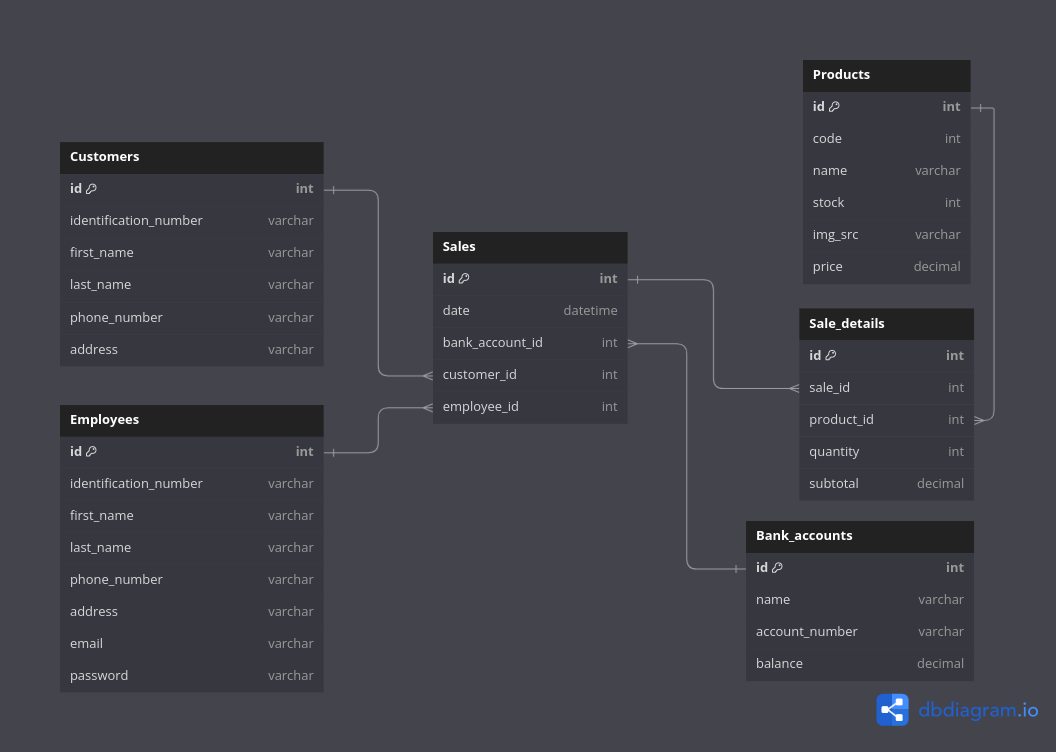 Customers
id int
identification_number varchar
first_name varchar
last_name varchar
phone_number varchar
address varchar
Employees
id int
identification_number varchar
first_name varchar
last_name varchar
phone_number varchar
address varchar
email varchar
password varchar
Sales
id int
date datetime
bank_account_id int
customer_id int
employee_id int
Products
id int
code int
name varchar
stock int
img_src varchar
price decimal
Sale_details
id int
sale_id int
product_id int
quantity int
subtotal decimal
Bank_accounts
id int
name varchar
account_number varchar
balance decimal
dbdiagram.io